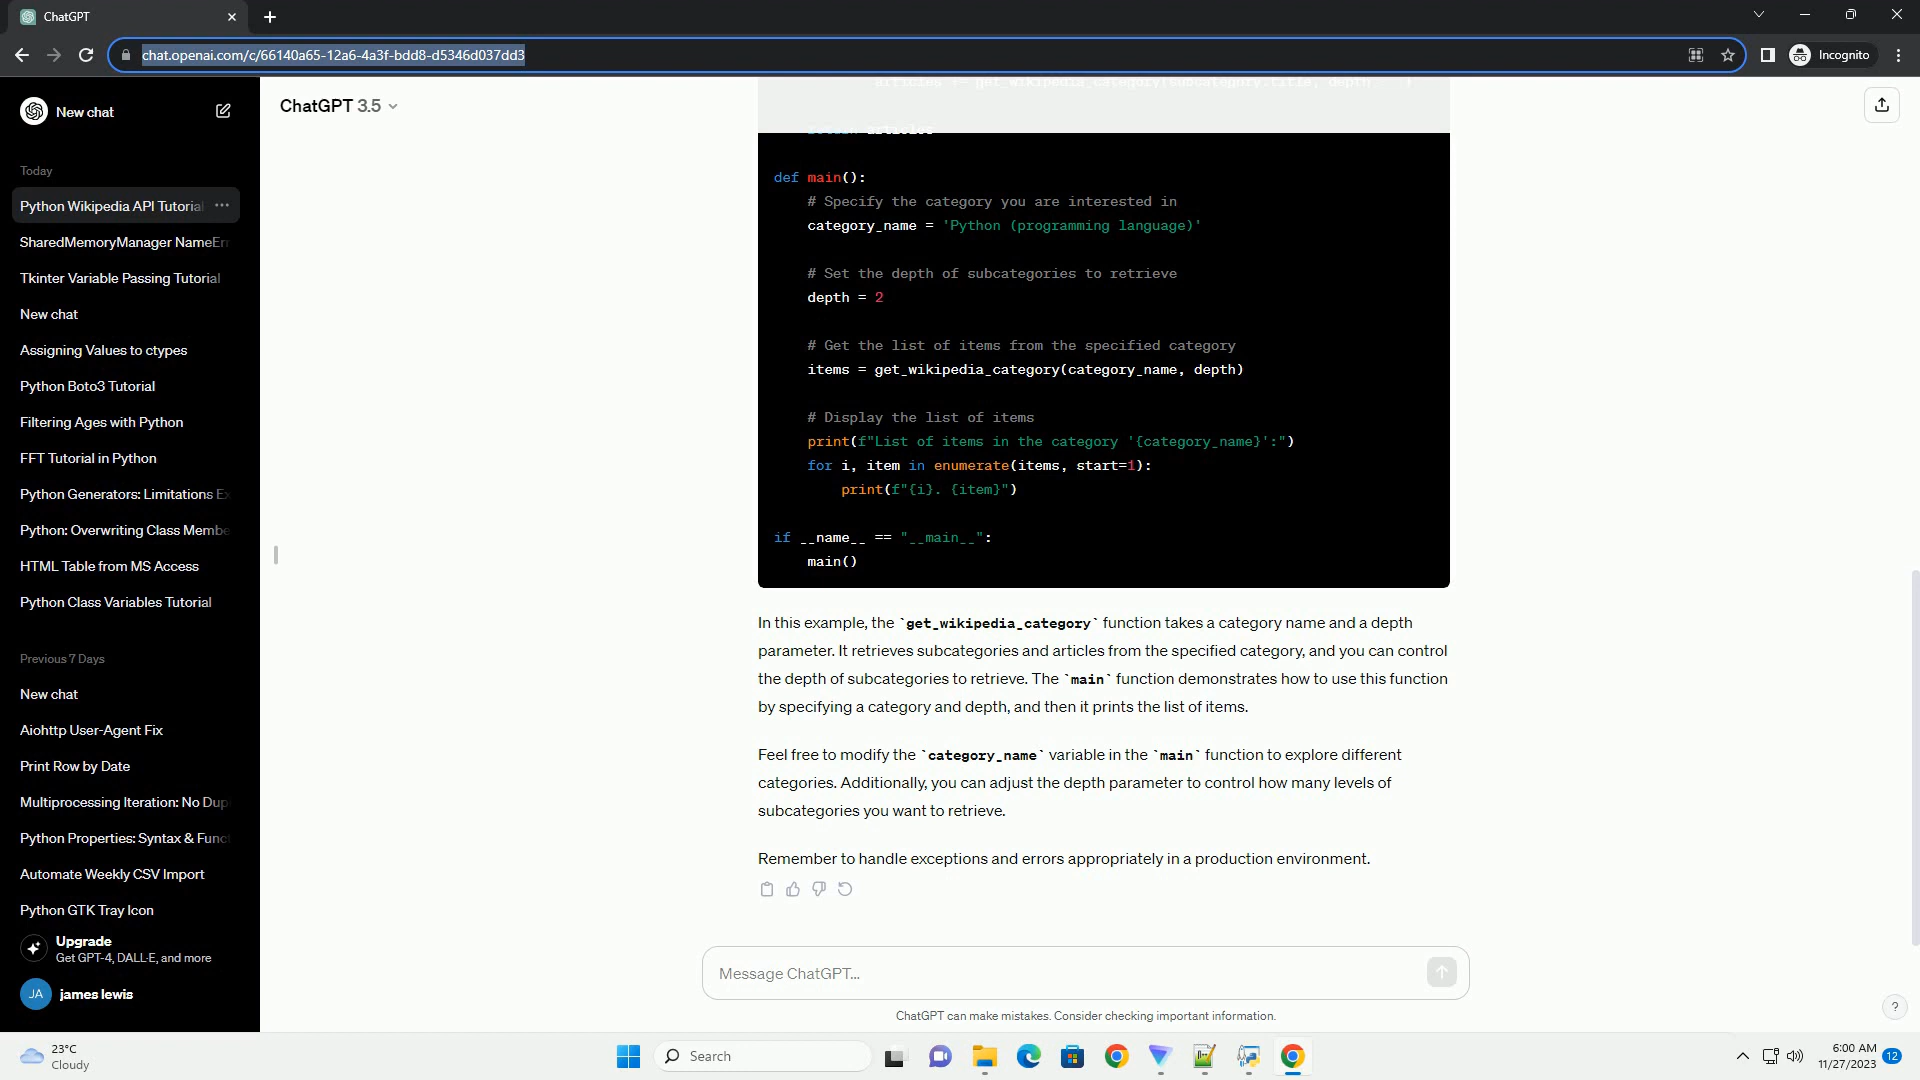 ChatGPT
chat.openai.com/c/66140a65-12a6-4a3f-bdd8-d5346d037dd3
Incognito
New chat
ChatGPT 3.5
Today
Python Wikipedia API Tutorial
SharedMemoryManager NameErr
Tkinter Variable Passing Tutorial
New chat
Assigning Values to ctypes
Python Boto3 Tutorial
Filtering Ages with Python
FFT Tutorial in Python
Python Generators: Limitations Ex
Python: Overwriting Class Membe
HTML Table from MS Access
Python Class Variables Tutorial
Previous 7 Days
New chat
Aiohttp User-Agent Fix
Print Row by Date
Multiprocessing Iteration: No Dup
Python Properties: Syntax & Func
Automate Weekly CSV Import
Python GTK Tray Icon
Upgrade
Get GPT-4, DALL·E, and more
JA james lewis
def main():
# Specify the category you are interested in
category_name = 'Python (programming language)'
# Set the depth of subcategories to retrieve
depth = 2
# Get the list of items from the specified category
items = get_wikipedia_category(category_name, depth)
# Display the list of items
print(f"List of items in the category '{category_name}':")
for i, item in enumerate(items, start=1):
print(f"{i}. {item}")
if __name__ == "__main__":
main()
In this example, the `get_wikipedia_category` function takes a category name and a depth
parameter. It retrieves subcategories and articles from the specified category, and you can control
the depth of subcategories to retrieve. The `main` function demonstrates how to use this function
by specifying a category and depth, and then it prints the list of items.
Feel free to modify the `category_name` variable in the `main` function to explore different
categories. Additionally, you can adjust the depth parameter to control how many levels of
subcategories you want to retrieve.
Remember to handle exceptions and errors appropriately in a production environment.
Message ChatGPT...
ChatGPT can make mistakes. Consider checking important information.
?
23°C
Cloudy
Search
6:00 AM
11/27/2023
12